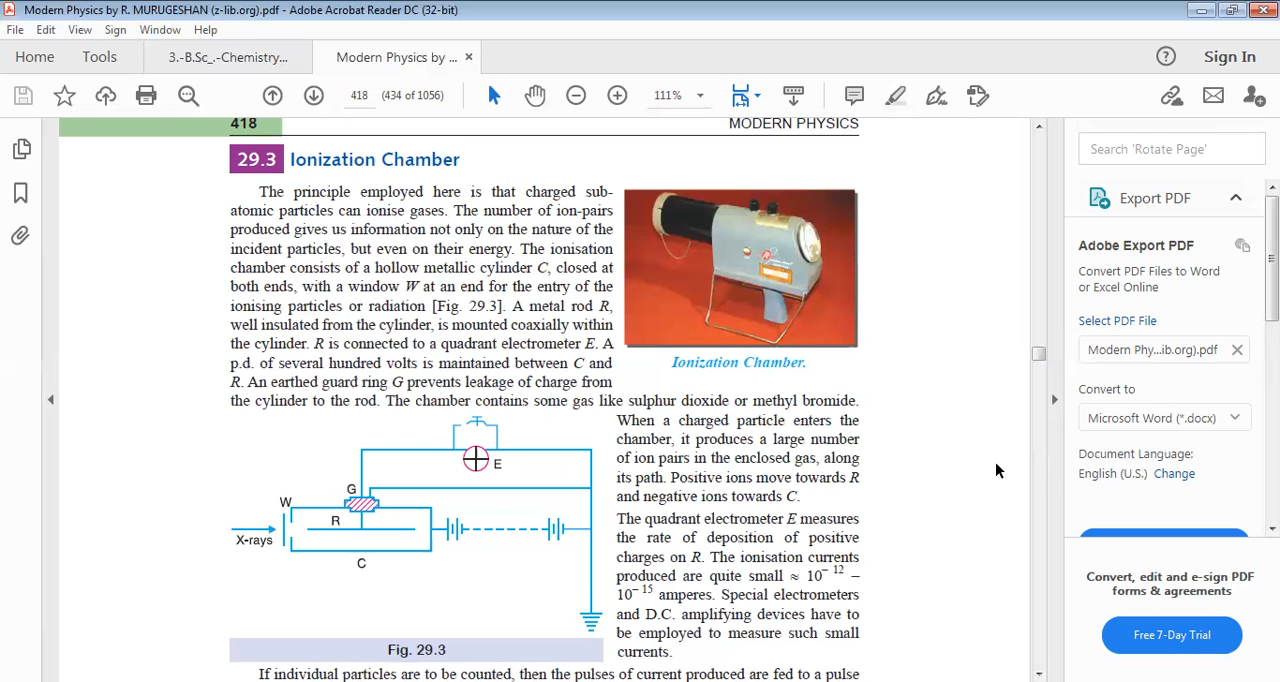 Modern Physics by R. MURUGESHAN (z-lib.org).pdf - Adobe Acrobat Reader DC (32-bit)
File Edit View Sign Window Help
Home Tools 3.-B.Sc_.-Chemistry... Modern Physics by ... × Sign In
418 (434 of 1056) 111%
418 MODERN PHYSICS
29.3 Ionization Chamber
The principle employed here is that charged sub-
atomic particles can ionise gases. The number of ion-pairs
produced gives us information not only on the nature of the
incident particles, but even on their energy. The ionisation
chamber consists of a hollow metallic cylinder C, closed at
both ends, with a window W at an end for the entry of the
ionising particles or radiation [Fig. 29.3]. A metal rod R,
well insulated from the cylinder, is mounted coaxially within
the cylinder. R is connected to a quadrant electrometer E. A
p.d. of several hundred volts is maintained between C and
R. An earthed guard ring G prevents leakage of charge from
the cylinder to the rod. The chamber contains some gas like sulphur dioxide or methyl bromide.
Ionization Chamber.
When a charged particle enters the
chamber, it produces a large number
of ion pairs in the enclosed gas, along
its path. Positive ions move towards R
and negative ions towards C.
The quadrant electrometer E measures
the rate of deposition of positive
charges on R. The ionisation currents
produced are quite small ≈ 10⁻¹² –
10⁻¹⁵ amperes. Special electrometers
and D.C. amplifying devices have to
be employed to measure such small
currents.
E
G
W
R
X-rays
C
Fig. 29.3
If individual particles are to be counted, then the pulses of current produced are fed to a pulse
Search 'Rotate Page'
Export PDF
Adobe Export PDF
Convert PDF Files to Word
or Excel Online
Select PDF File
Modern Phy...ib.org).pdf ×
Convert to
Microsoft Word (*.docx)
Document Language:
English (U.S.) Change
Convert, edit and e-sign PDF
forms & agreements
Free 7-Day Trial